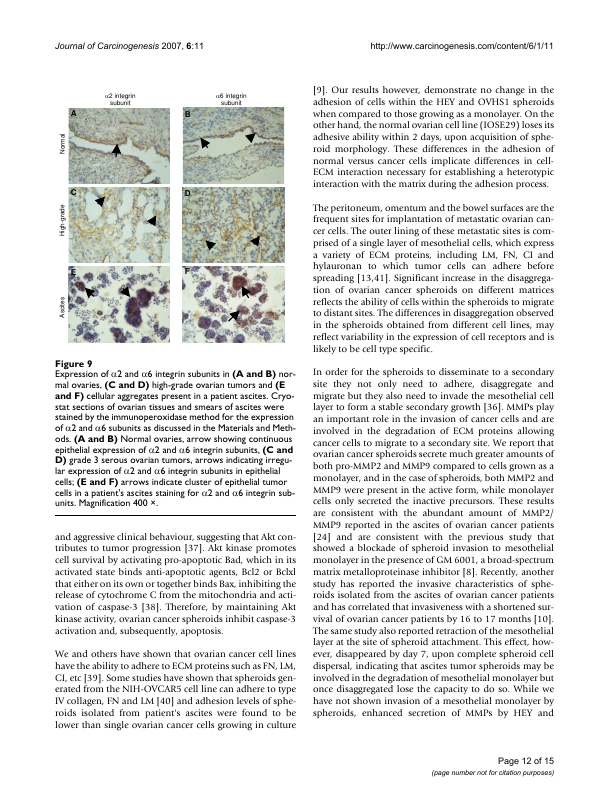 Journal of Carcinogenesis 2007, 6:11
http://www.carcinogenesis.com/content/6/1/11
α2 integrin
subunit
α6 integrin
subunit
Normal
A
B
High-grade
C
D
Ascites
E
F
Figure 9
Expression of α2 and α6 integrin subunits in (A and B) nor-
mal ovaries, (C and D) high-grade ovarian tumors and (E
and F) cellular aggregates present in a patient ascites. Cryo-
stat sections of ovarian tissues and smears of ascites were
stained by the immunoperoxidase method for the expression
of α2 and α6 subunits as discussed in the Materials and Meth-
ods. (A and B) Normal ovaries, arrow showing continuous
epithelial expression of α2 and α6 integrin subunits, (C and
D) grade 3 serous ovarian tumors, arrows indicating irregu-
lar expression of α2 and α6 integrin subunits in epithelial
cells; (E and F) arrows indicate cluster of epithelial tumor
cells in a patient's ascites staining for α2 and α6 integrin sub-
units. Magnification 400 ×.
and aggressive clinical behaviour, suggesting that Akt con-
tributes to tumor progression [37]. Akt kinase promotes
cell survival by activating pro-apoptotic Bad, which in its
activated state binds anti-apoptotic agents, Bcl2 or Bclxl
that either on its own or together binds Bax, inhibiting the
release of cytochrome C from the mitochondria and acti-
vation of caspase-3 [38]. Therefore, by maintaining Akt
kinase activity, ovarian cancer spheroids inhibit caspase-3
activation and, subsequently, apoptosis.
We and others have shown that ovarian cancer cell lines
have the ability to adhere to ECM proteins such as FN, LM,
CI, etc [39]. Some studies have shown that spheroids gen-
erated from the NIH-OVCAR5 cell line can adhere to type
IV collagen, FN and LM [40] and adhesion levels of sphe-
roids isolated from patient's ascites were found to be
lower than single ovarian cancer cells growing in culture
[9]. Our results however, demonstrate no change in the
adhesion of cells within the HEY and OVHS1 spheroids
when compared to those growing as a monolayer. On the
other hand, the normal ovarian cell line (IOSE29) loses its
adhesive ability within 2 days, upon acquisition of sphe-
roid morphology. These differences in the adhesion of
normal versus cancer cells implicate differences in cell-
ECM interaction necessary for establishing a heterotypic
interaction with the matrix during the adhesion process.
The peritoneum, omentum and the bowel surfaces are the
frequent sites for implantation of metastatic ovarian can-
cer cells. The outer lining of these metastatic sites is com-
prised of a single layer of mesothelial cells, which express
a variety of ECM proteins, including LM, FN, CI and
hylauronan to which tumor cells can adhere before
spreading [13,41]. Significant increase in the disaggrega-
tion of ovarian cancer spheroids on different matrices
reflects the ability of cells within the spheroids to migrate
to distant sites. The differences in disaggregation observed
in the spheroids obtained from different cell lines, may
reflect variability in the expression of cell receptors and is
likely to be cell type specific.
In order for the spheroids to disseminate to a secondary
site they not only need to adhere, disaggregate and
migrate but they also need to invade the mesothelial cell
layer to form a stable secondary growth [36]. MMPs play
an important role in the invasion of cancer cells and are
involved in the degradation of ECM proteins allowing
cancer cells to migrate to a secondary site. We report that
ovarian cancer spheroids secrete much greater amounts of
both pro-MMP2 and MMP9 compared to cells grown as a
monolayer, and in the case of spheroids, both MMP2 and
MMP9 were present in the active form, while monolayer
cells only secreted the inactive precursors. These results
are consistent with the abundant amount of MMP2/
MMP9 reported in the ascites of ovarian cancer patients
[24] and are consistent with the previous study that
showed a blockade of spheroid invasion to mesothelial
monolayer in the presence of GM 6001, a broad-spectrum
matrix metalloproteinase inhibitor [8]. Recently, another
study has reported the invasive characteristics of sphe-
roids isolated from the ascites of ovarian cancer patients
and has correlated that invasiveness with a shortened sur-
vival of ovarian cancer patients by 16 to 17 months [10].
The same study also reported retraction of the mesothelial
layer at the site of spheroid attachment. This effect, how-
ever, disappeared by day 7, upon complete spheroid cell
dispersal, indicating that ascites tumor spheroids may be
involved in the degradation of mesothelial monolayer but
once disaggregated lose the capacity to do so. While we
have not shown invasion of a mesothelial monolayer by
spheroids, enhanced secretion of MMPs by HEY and
Page 12 of 15
(page number not for citation purposes)